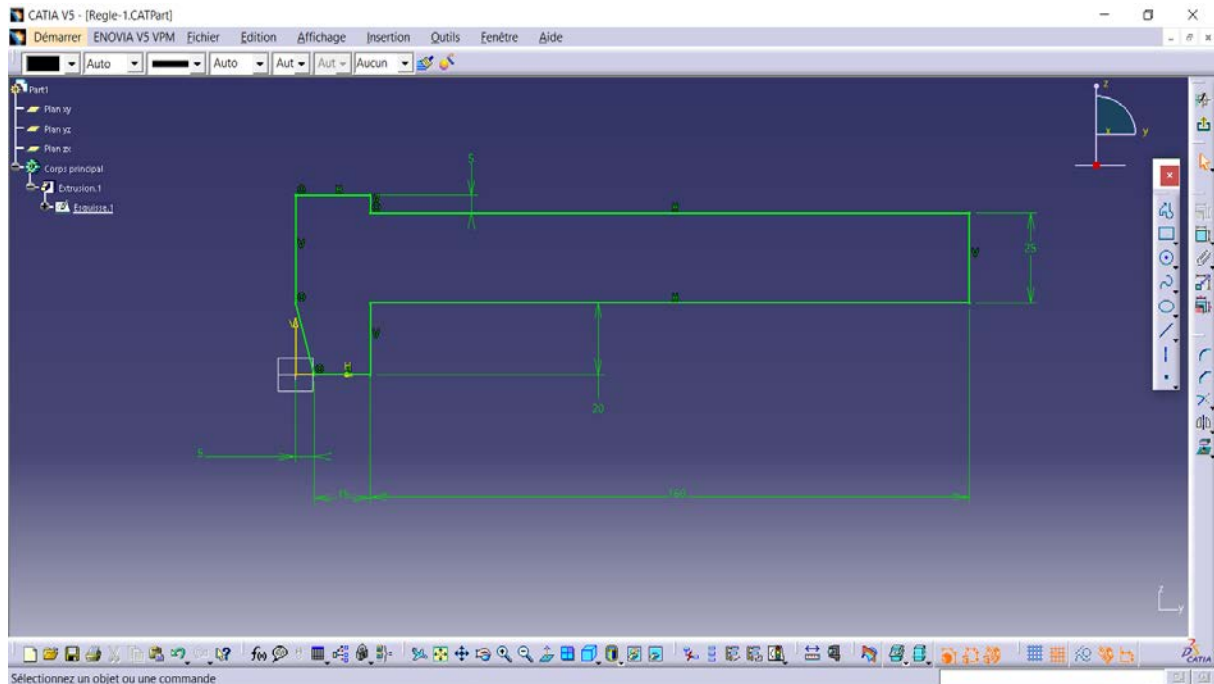 CATIA V5 - [Regle-1.CATPart]
Démarrer ENOVIA V5 VPM Fichier Edition Affichage Insertion Outils Fenêtre Aide
Auto Auto Aut Aut Aucun
Part1
Plan xy
Plan yz
Plan zx
Corps principal
Extrusion.1
Esquisse.1
z
x y
5
H
H
V
V
25
H
V
V
H
20
5
15 160
z
y
f(x)
CATIA
Sélectionnez un objet ou une commande